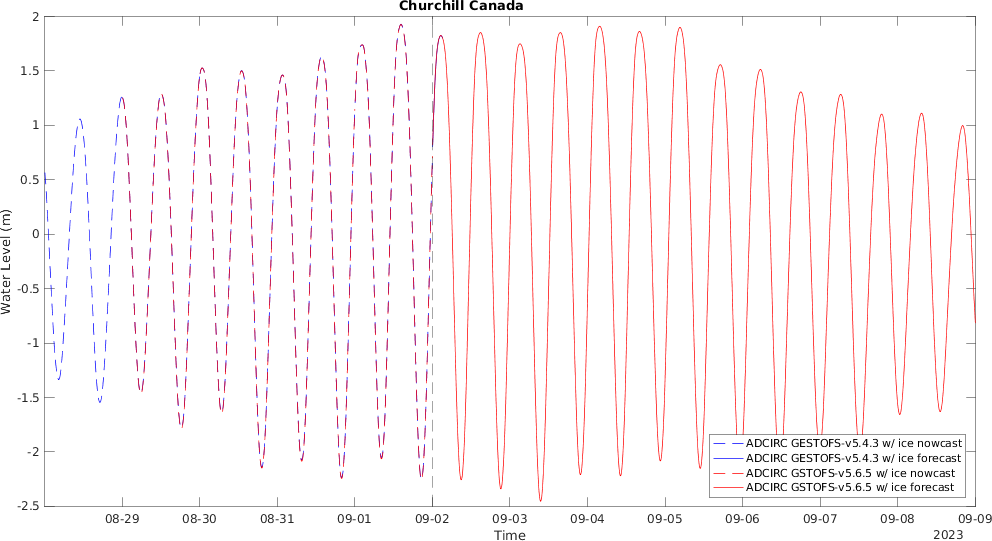 Churchill Canada
2
1.5
1
0.5
0
-0.5
-1
-1.5
-2
-2.5
Water Level (m)
ADCIRC GESTOFS-v5.4.3 w/ ice nowcast
ADCIRC GESTOFS-v5.4.3 w/ ice forecast
ADCIRC GSTOFS-v5.6.5 w/ ice nowcast
ADCIRC GSTOFS-v5.6.5 w/ ice forecast
08-29 08-30 08-31 09-01 09-02 09-03 09-04 09-05 09-06 09-07 09-08 09-09
Time
2023